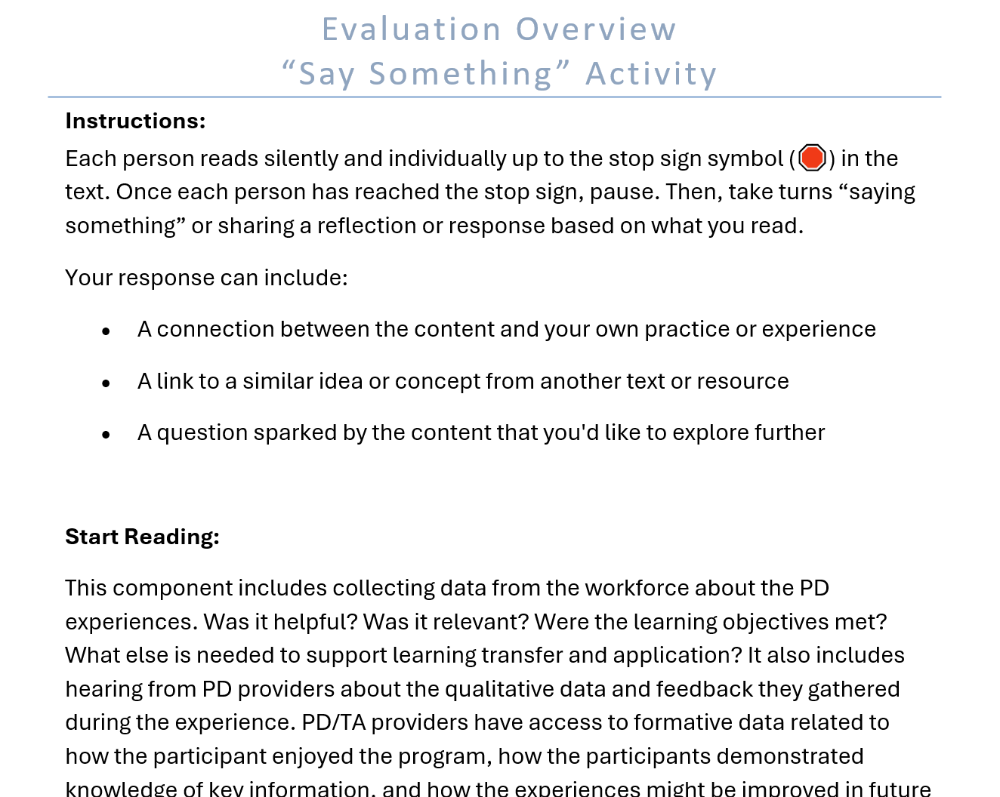 Evaluation Overview
“Say Something” Activity
Instructions:
Each person reads silently and individually up to the stop sign symbol () in the
text. Once each person has reached the stop sign, pause. Then, take turns “saying
something” or sharing a reflection or response based on what you read.
Your response can include:
• A connection between the content and your own practice or experience
• A link to a similar idea or concept from another text or resource
• A question sparked by the content that you'd like to explore further
Start Reading:
This component includes collecting data from the workforce about the PD
experiences. Was it helpful? Was it relevant? Were the learning objectives met?
What else is needed to support learning transfer and application? It also includes
hearing from PD providers about the qualitative data and feedback they gathered
during the experience. PD/TA providers have access to formative data related to
how the participant enjoyed the program, how the participants demonstrated
knowledge of key information, and how the experiences might be improved in future